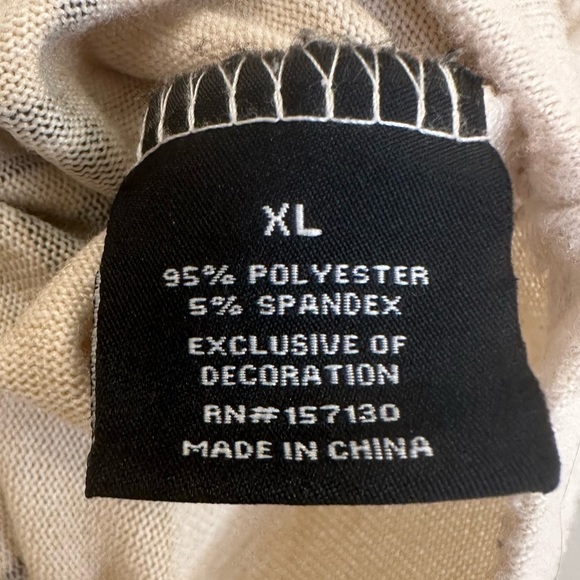 XL
95% POLYESTER
5% SPANDEX
EXCLUSIVE OF
DECORATION
RN#157130
MADE IN CHINA